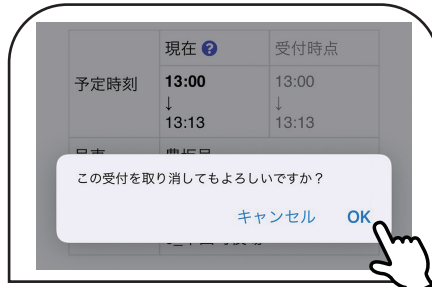 現在 ? 受付時点
予定時刻 13:00 13:00
↓ ↓
13:13 13:13
この受付を取り消してもよろしいですか？
キャンセル OK